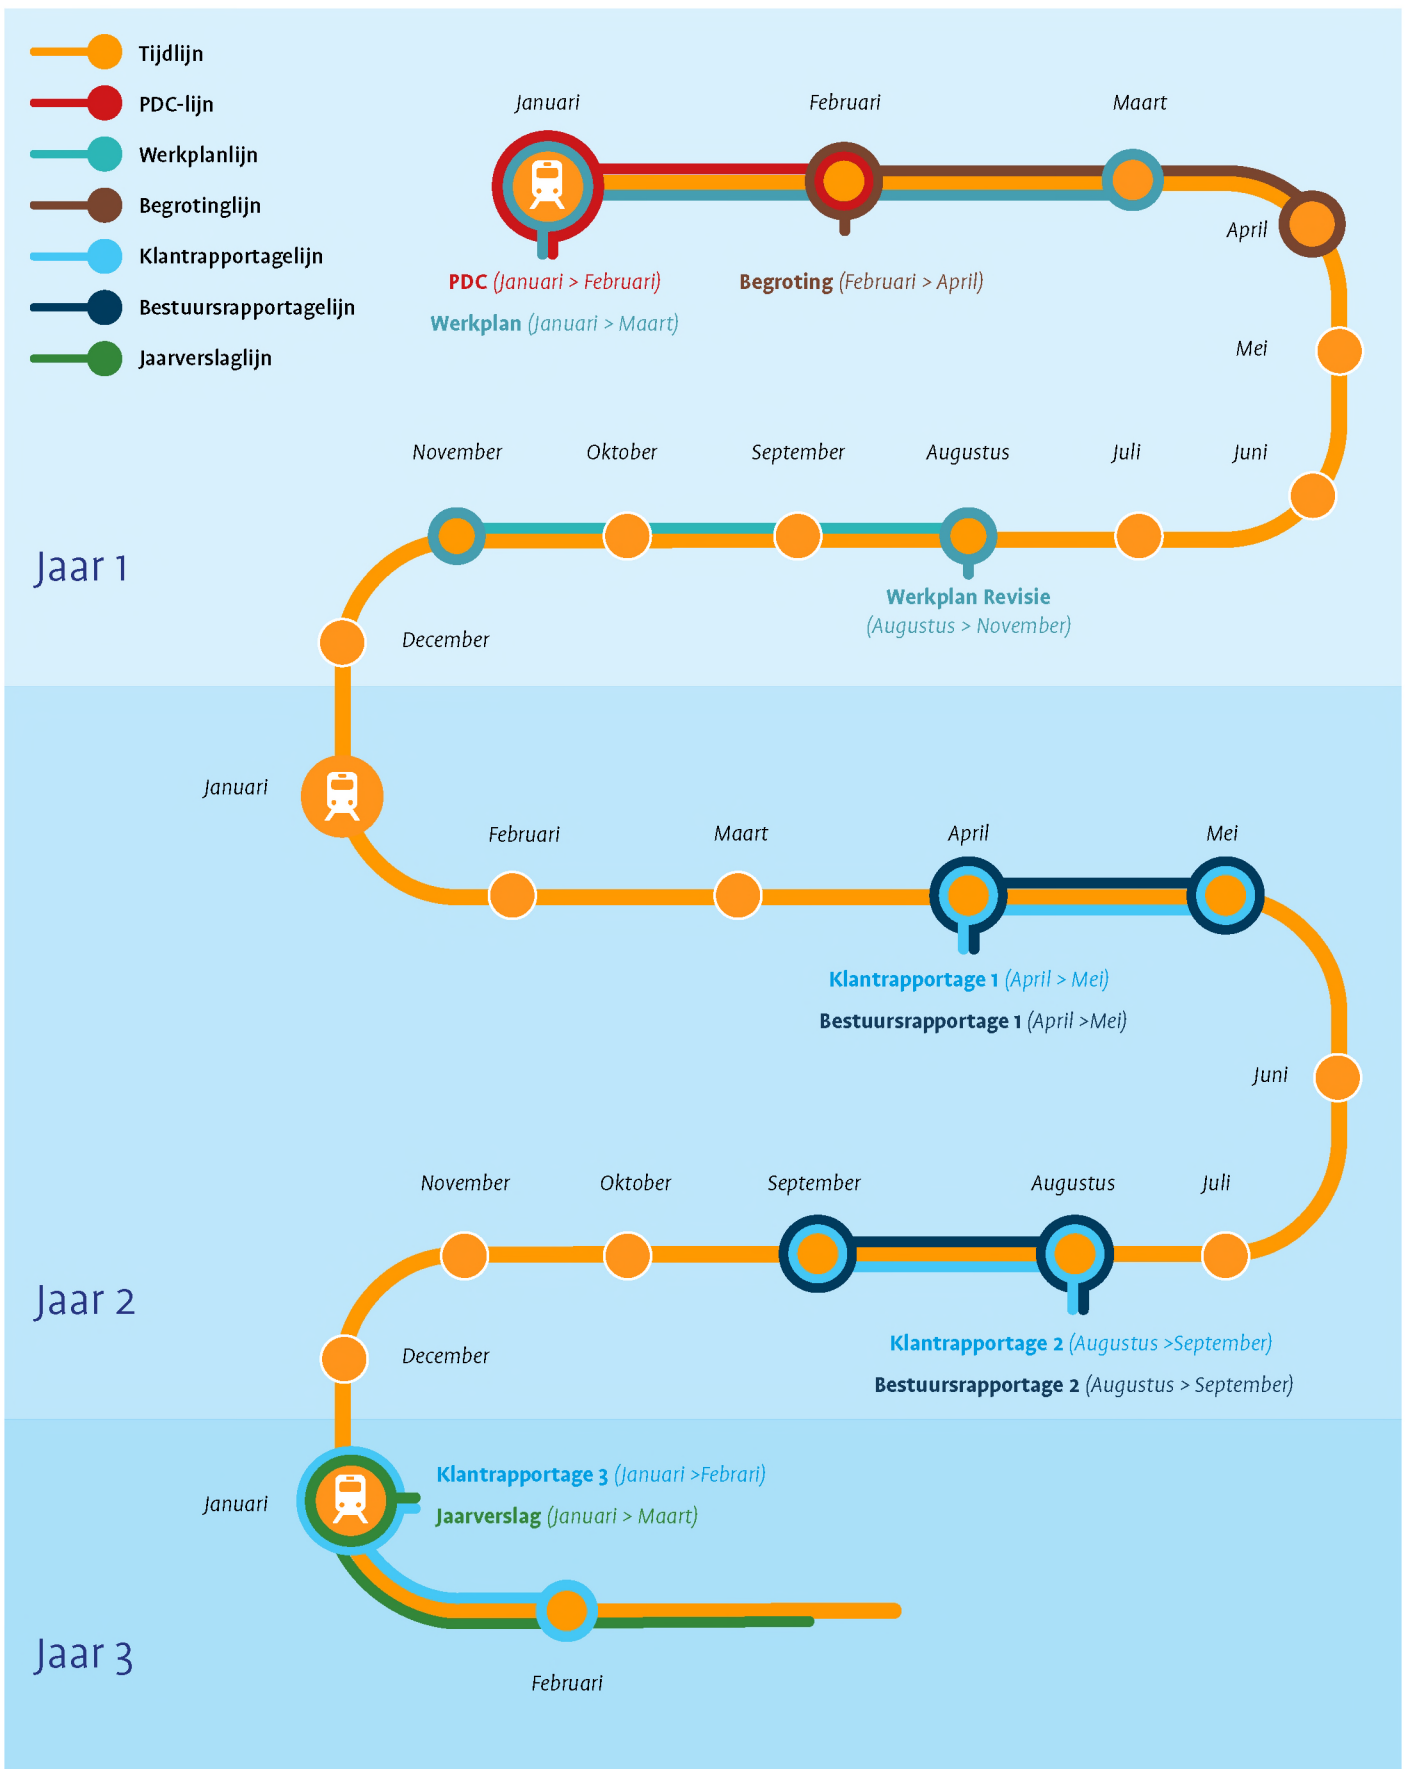 Tijdlijn
PDC-lijn
Werkplanlijn
Begrotinglijn
Klantrapportagelijn
Bestuursrapportagelijn
Jaarverslaglijn
Januari
Februari
Maart
April
PDC (Januari > Februari)
Begroting (Februari > April)
Werkplan (Januari > Maart)
Mei
November
Oktober
September
Augustus
Juli
Juni
Jaar 1
Werkplan Revisie
(Augustus > November)
December
Januari
Februari
Maart
April
Mei
Klantrapportage 1 (April > Mei)
Bestuursrapportage 1 (April >Mei)
Juni
November
Oktober
September
Augustus
Juli
Jaar 2
Klantrapportage 2 (Augustus >September)
Bestuursrapportage 2 (Augustus > September)
December
Klantrapportage 3 (Januari >Febrari)
Januari
Jaarverslag (Januari > Maart)
Jaar 3
Februari